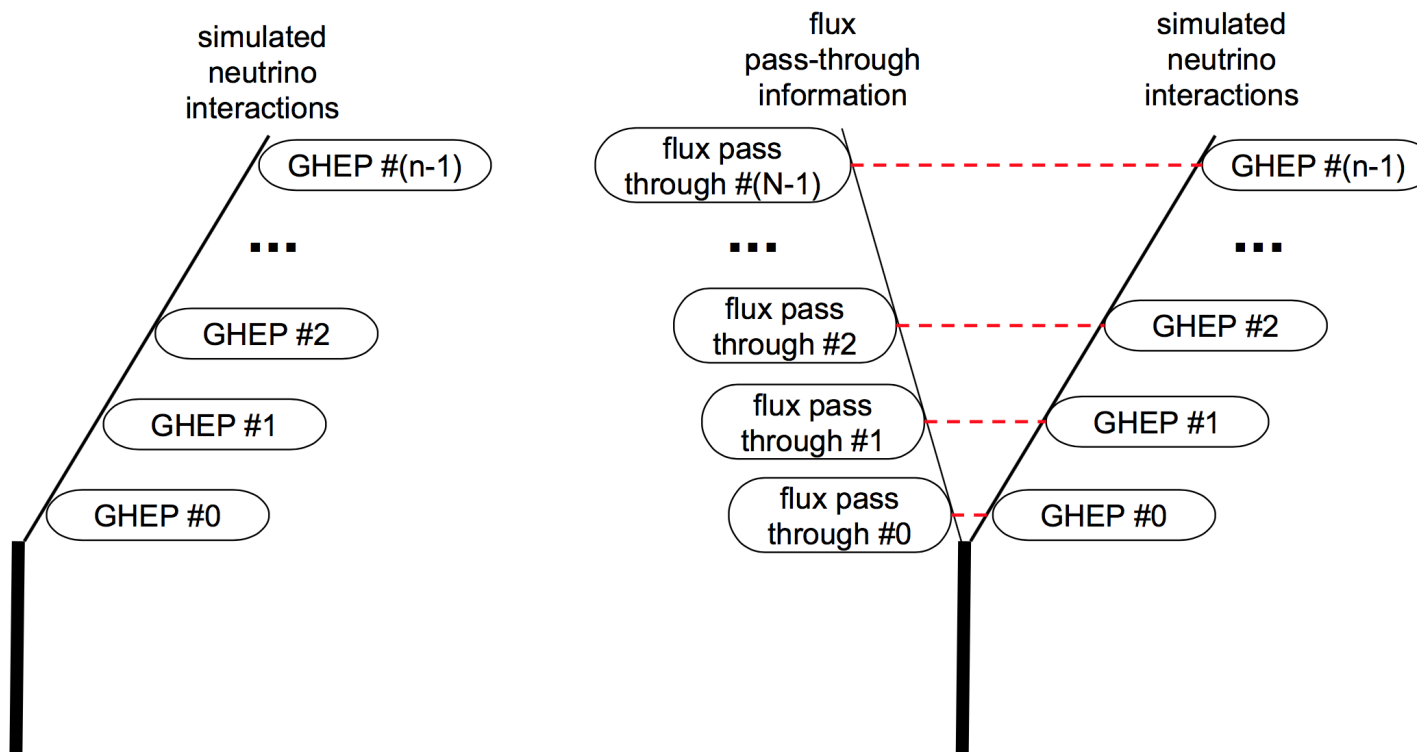 simulated
neutrino
interactions
GHEP #(n-1)
...
GHEP #2
GHEP #1
GHEP #0
flux
pass-through
information
flux pass
through #(N-1)
...
flux pass
through #2
flux pass
through #1
flux pass
through #0
simulated
neutrino
interactions
GHEP #(n-1)
...
GHEP #2
GHEP #1
GHEP #0